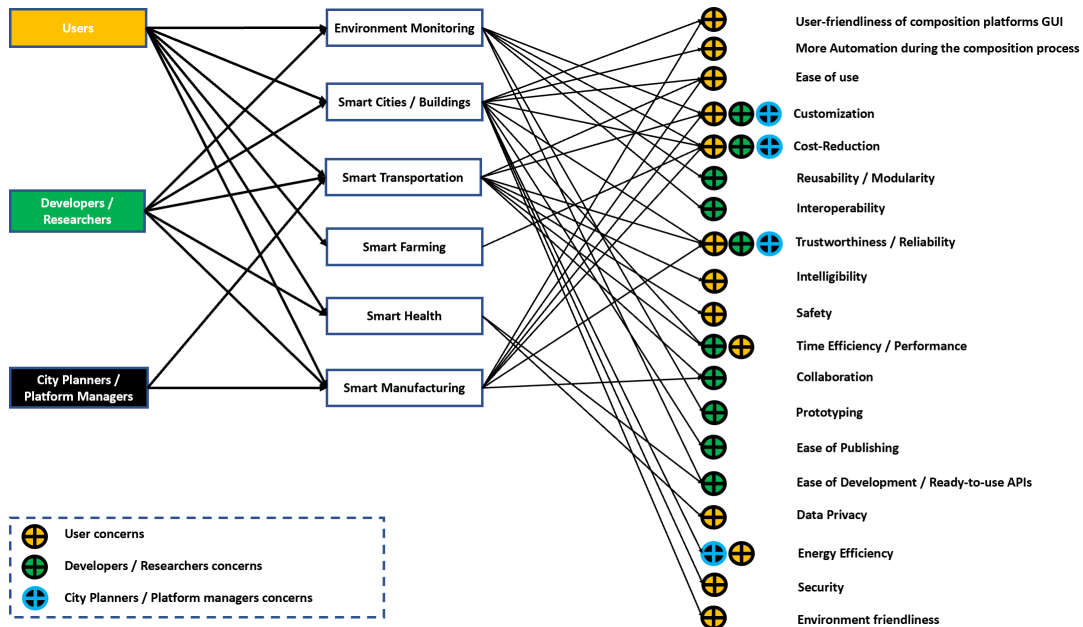 Users
Developers /
Researchers
City Planners /
Platform Managers
Environment Monitoring
Smart Cities / Buildings
Smart Transportation
Smart Farming
Smart Health
Smart Manufacturing
User-friendliness of composition platforms GUI
More Automation during the composition process
Ease of use
Customization
Cost-Reduction
Reusability / Modularity
Interoperability
Trustworthiness / Reliability
Intelligibility
Safety
Time Efficiency / Performance
Collaboration
Prototyping
Ease of Publishing
Ease of Development / Ready-to-use APIs
Data Privacy
Energy Efficiency
Security
Environment friendliness
User concerns
Developers / Researchers concerns
City Planners / Platform managers concerns